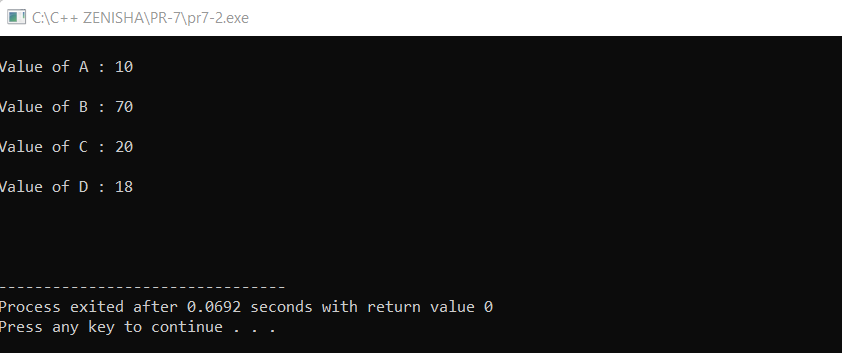 C:\C++ ZENISHA\PR-7\pr7-2.exe
Value of A : 10
Value of B : 70
Value of C : 20
Value of D : 18
--------------------------------
Process exited after 0.0692 seconds with return value 0
Press any key to continue . . .